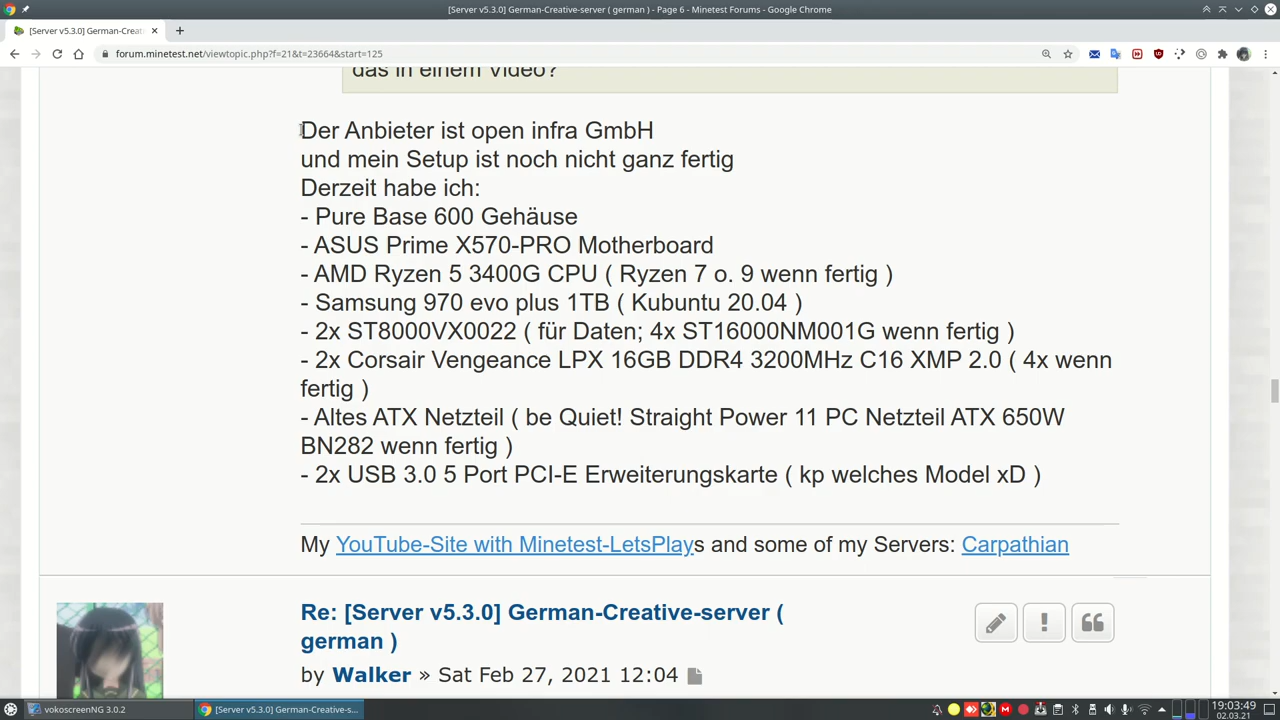 [Server v5.3.0] German-Creative-server ( german ) - Page 6 - Minetest Forums - Google Chrome
[Server v5.3.0] German-Creat
forum.minetest.net/viewtopic.php?f=21&t=23664&start=125
das in einem Video?
Der Anbieter ist open infra GmbH
und mein Setup ist noch nicht ganz fertig
Derzeit habe ich:
- Pure Base 600 Gehäuse
- ASUS Prime X570-PRO Motherboard
- AMD Ryzen 5 3400G CPU ( Ryzen 7 o. 9 wenn fertig )
- Samsung 970 evo plus 1TB ( Kubuntu 20.04 )
- 2x ST8000VX0022 ( für Daten; 4x ST16000NM001G wenn fertig )
- 2x Corsair Vengeance LPX 16GB DDR4 3200MHz C16 XMP 2.0 ( 4x wenn
fertig )
- Altes ATX Netzteil ( be Quiet! Straight Power 11 PC Netzteil ATX 650W
BN282 wenn fertig )
- 2x USB 3.0 5 Port PCI-E Erweiterungskarte ( kp welches Model xD )
My YouTube-Site with Minetest-LetsPlays and some of my Servers: Carpathian
Re: [Server v5.3.0] German-Creative-server (
german )
by Walker » Sat Feb 27, 2021 12:04
vokoscreenNG 3.0.2
[Server v5.3.0] German-Creative-s...
19:03:49
02.03.21